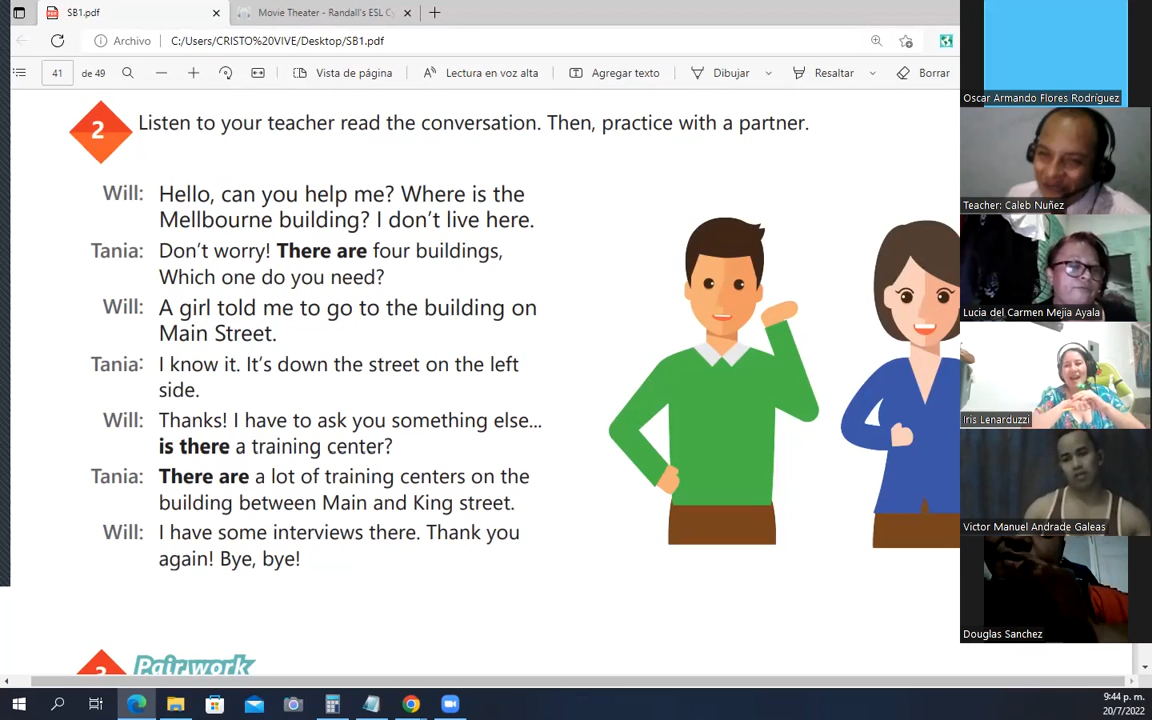 SB1.pdf
Movie Theater - Randall's ESL Cy
Archivo
C:/Users/CRISTO%20VIVE/Desktop/SB1.pdf
41 de 49
Vista de página
Lectura en voz alta
Agregar texto
Dibujar
Resaltar
Borrar
2 Listen to your teacher read the conversation. Then, practice with a partner.
Will: Hello, can you help me? Where is the
Mellbourne building? I don't live here.
Tania: Don't worry! There are four buildings,
Which one do you need?
Will: A girl told me to go to the building on
Main Street.
Tania: I know it. It's down the street on the left
side.
Will: Thanks! I have to ask you something else...
is there a training center?
Tania: There are a lot of training centers on the
building between Main and King street.
Will: I have some interviews there. Thank you
again! Bye, bye!
3 Pair work
Oscar Armando Flores Rodríguez
Teacher: Caleb Nuñez
Lucia del Carmen Mejia Ayala
Iris Lenarduzzi
Victor Manuel Andrade Galeas
Douglas Sanchez
9:44 p. m.
20/7/2022